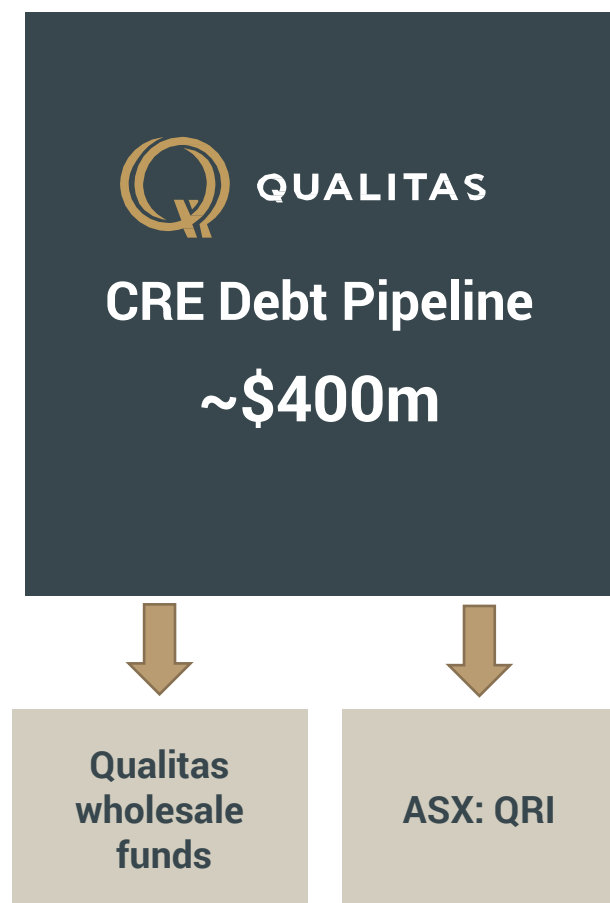 QUALITAS
CRE Debt Pipeline
~$400m
Qualitas
wholesale
funds
ASX: QRI